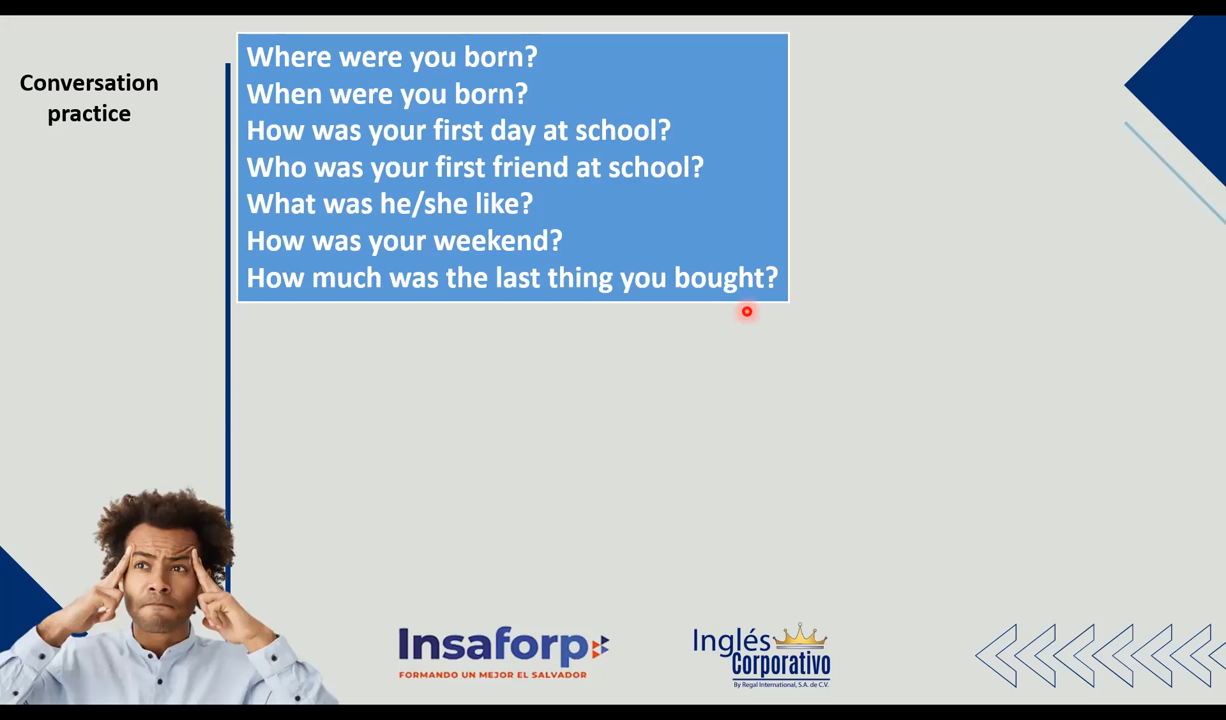 Conversation
practice
Where were you born?
When were you born?
How was your first day at school?
Who was your first friend at school?
What was he/she like?
How was your weekend?
How much was the last thing you bought?
Insaforp
FORMANDO UN MEJOR EL SALVADOR
Inglés
Corporativo
By Regal International, S.A. de C.V.